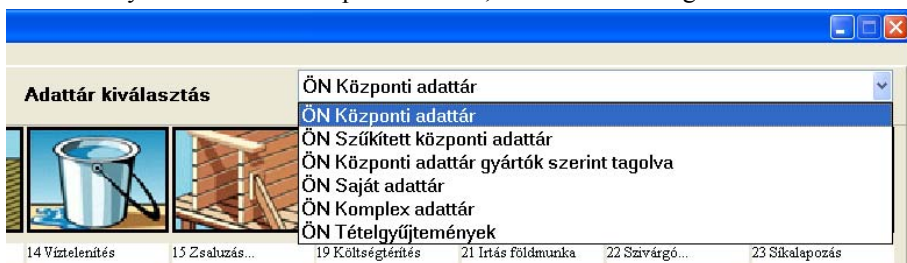 Adattár kiválasztás
ÖN Központi adattár
ÖN Központi adattár
ÖN Szűkített központi adattár
ÖN Központi adattár gyártók szerint tagolva
ÖN Saját adattár
ÖN Komplex adattár
ÖN Tételgyűjtemények
14 Víztelenítés
15 Zsaluzás...
19 Költségtérítés
21 Irtás földmunka
22 Szivárgó...
23 Síkalapozás